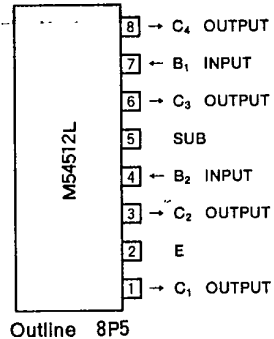 8 → C₄ OUTPUT
7 ← B₁ INPUT
6 → C₃ OUTPUT
5 SUB
4 ← B₂ INPUT
3 → C₂ OUTPUT
2 E
1 → C₁ OUTPUT
M54512L
Outline 8P5